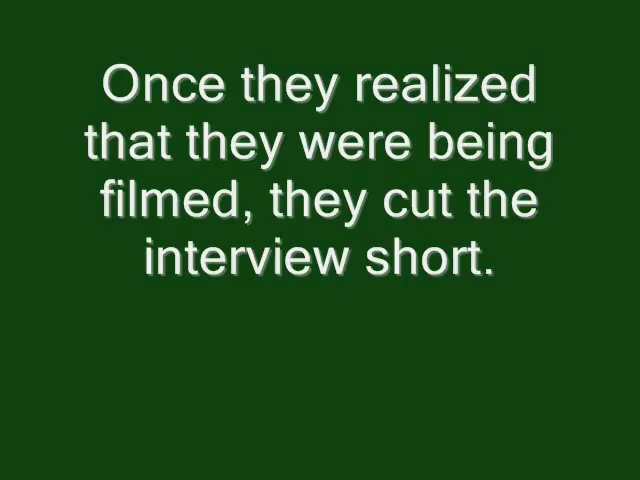 Once they realized
that they were being
filmed, they cut the
interview short.